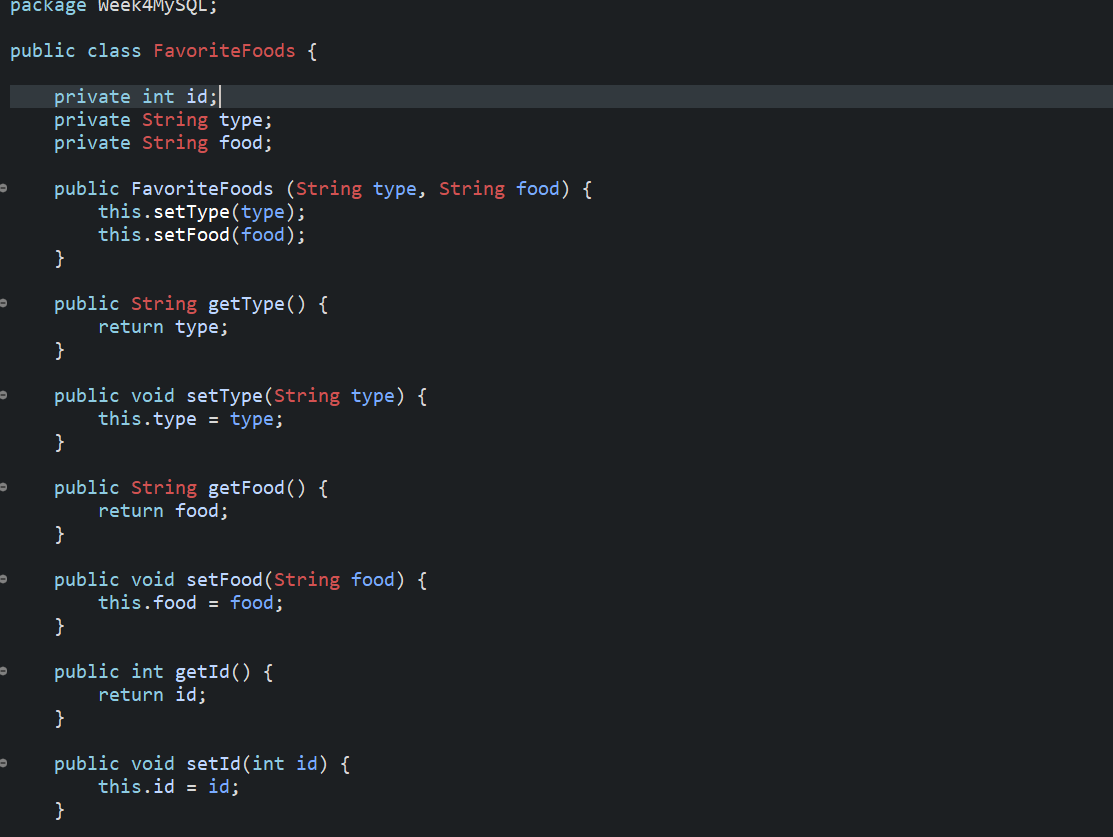 package Week4MySQL;
public class FavoriteFoods {
    private int id;
    private String type;
    private String food;
    public FavoriteFoods (String type, String food) {
        this.setType(type);
        this.setFood(food);
    }
    public String getType() {
        return type;
    }
    public void setType(String type) {
        this.type = type;
    }
    public String getFood() {
        return food;
    }
    public void setFood(String food) {
        this.food = food;
    }
    public int getId() {
        return id;
    }
    public void setId(int id) {
        this.id = id;
    }